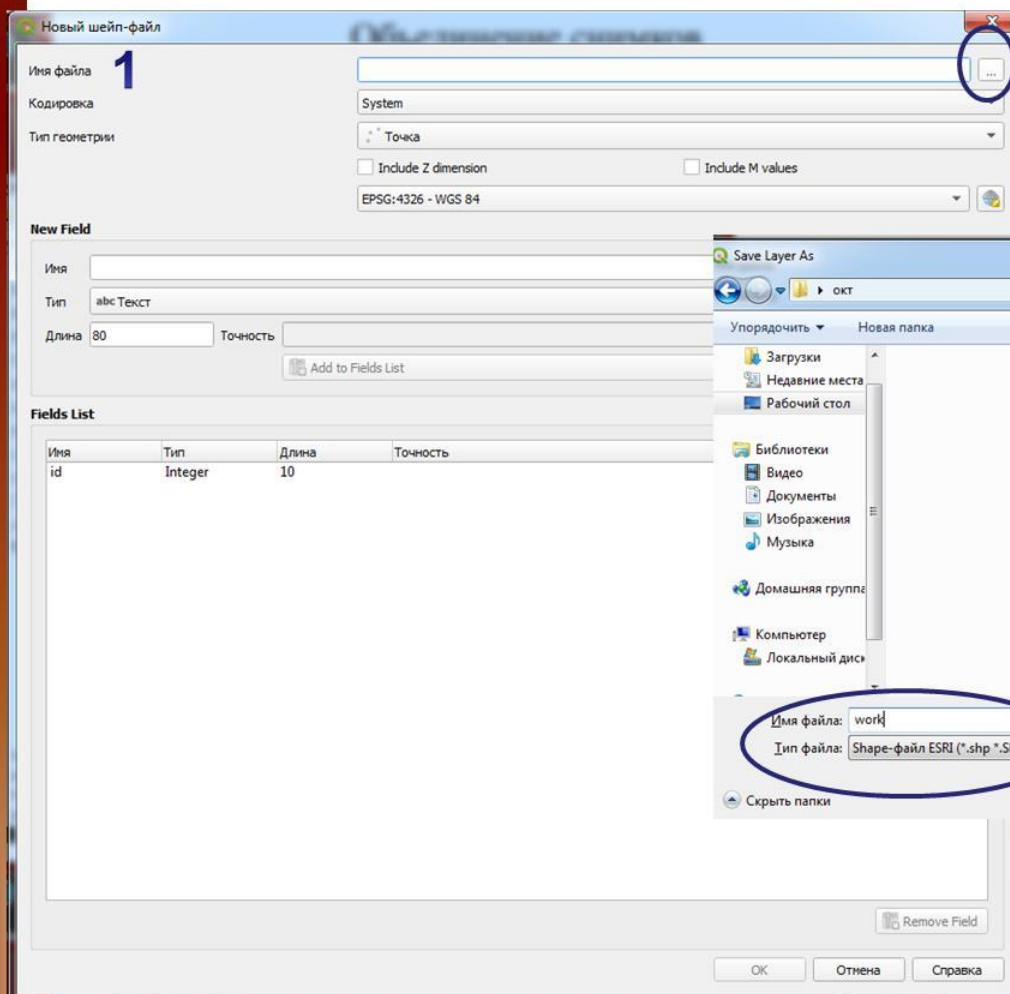 Новый шейп-файл
Объединение снимков
Имя файла
1
...
Кодировка
System
Тип геометрии
Точка
Include Z dimension
Include M values
EPSG:4326 - WGS 84
New Field
Имя
Тип
abc Текст
Длина
80
Точность
Add to Fields List
Fields List
Имя Тип Длина Точность
id Integer 10
Save Layer As
окт
Упорядочить
Новая папка
Загрузки
Недавние места
Рабочий стол
Библиотеки
Видео
Документы
Изображения
Музыка
Домашняя группа
Компьютер
Локальный диск
Имя файла: work
Тип файла: Shape-файл ESRI (*.shp *.S
Скрыть папки
Remove Field
OK
Отмена
Справка